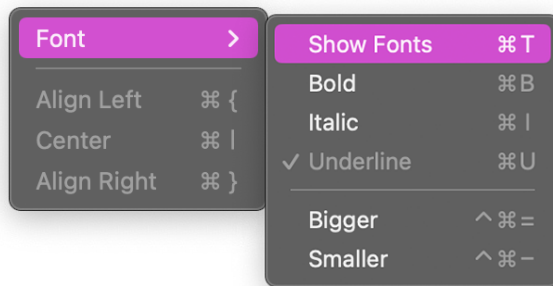 Font
Align Left ⌘ {
Center ⌘ |
Align Right ⌘ }
Show Fonts ⌘ T
Bold ⌘ B
Italic ⌘ I
✓ Underline ⌘ U
Bigger ^ ⌘ =
Smaller ^ ⌘ −